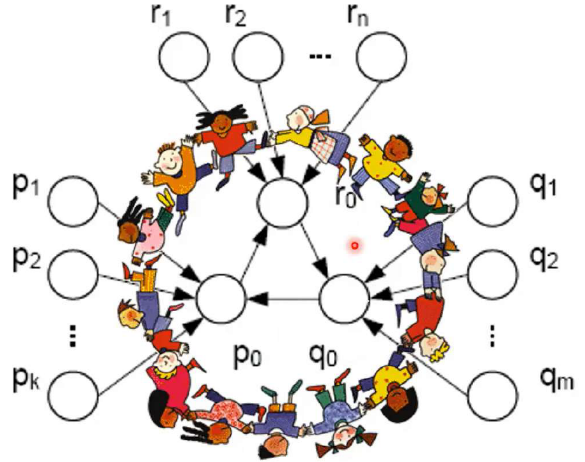 r1 r2 ... rn
r0
p1 q1
p2 q2
⋮ ⋮
p0 q0
pk qm